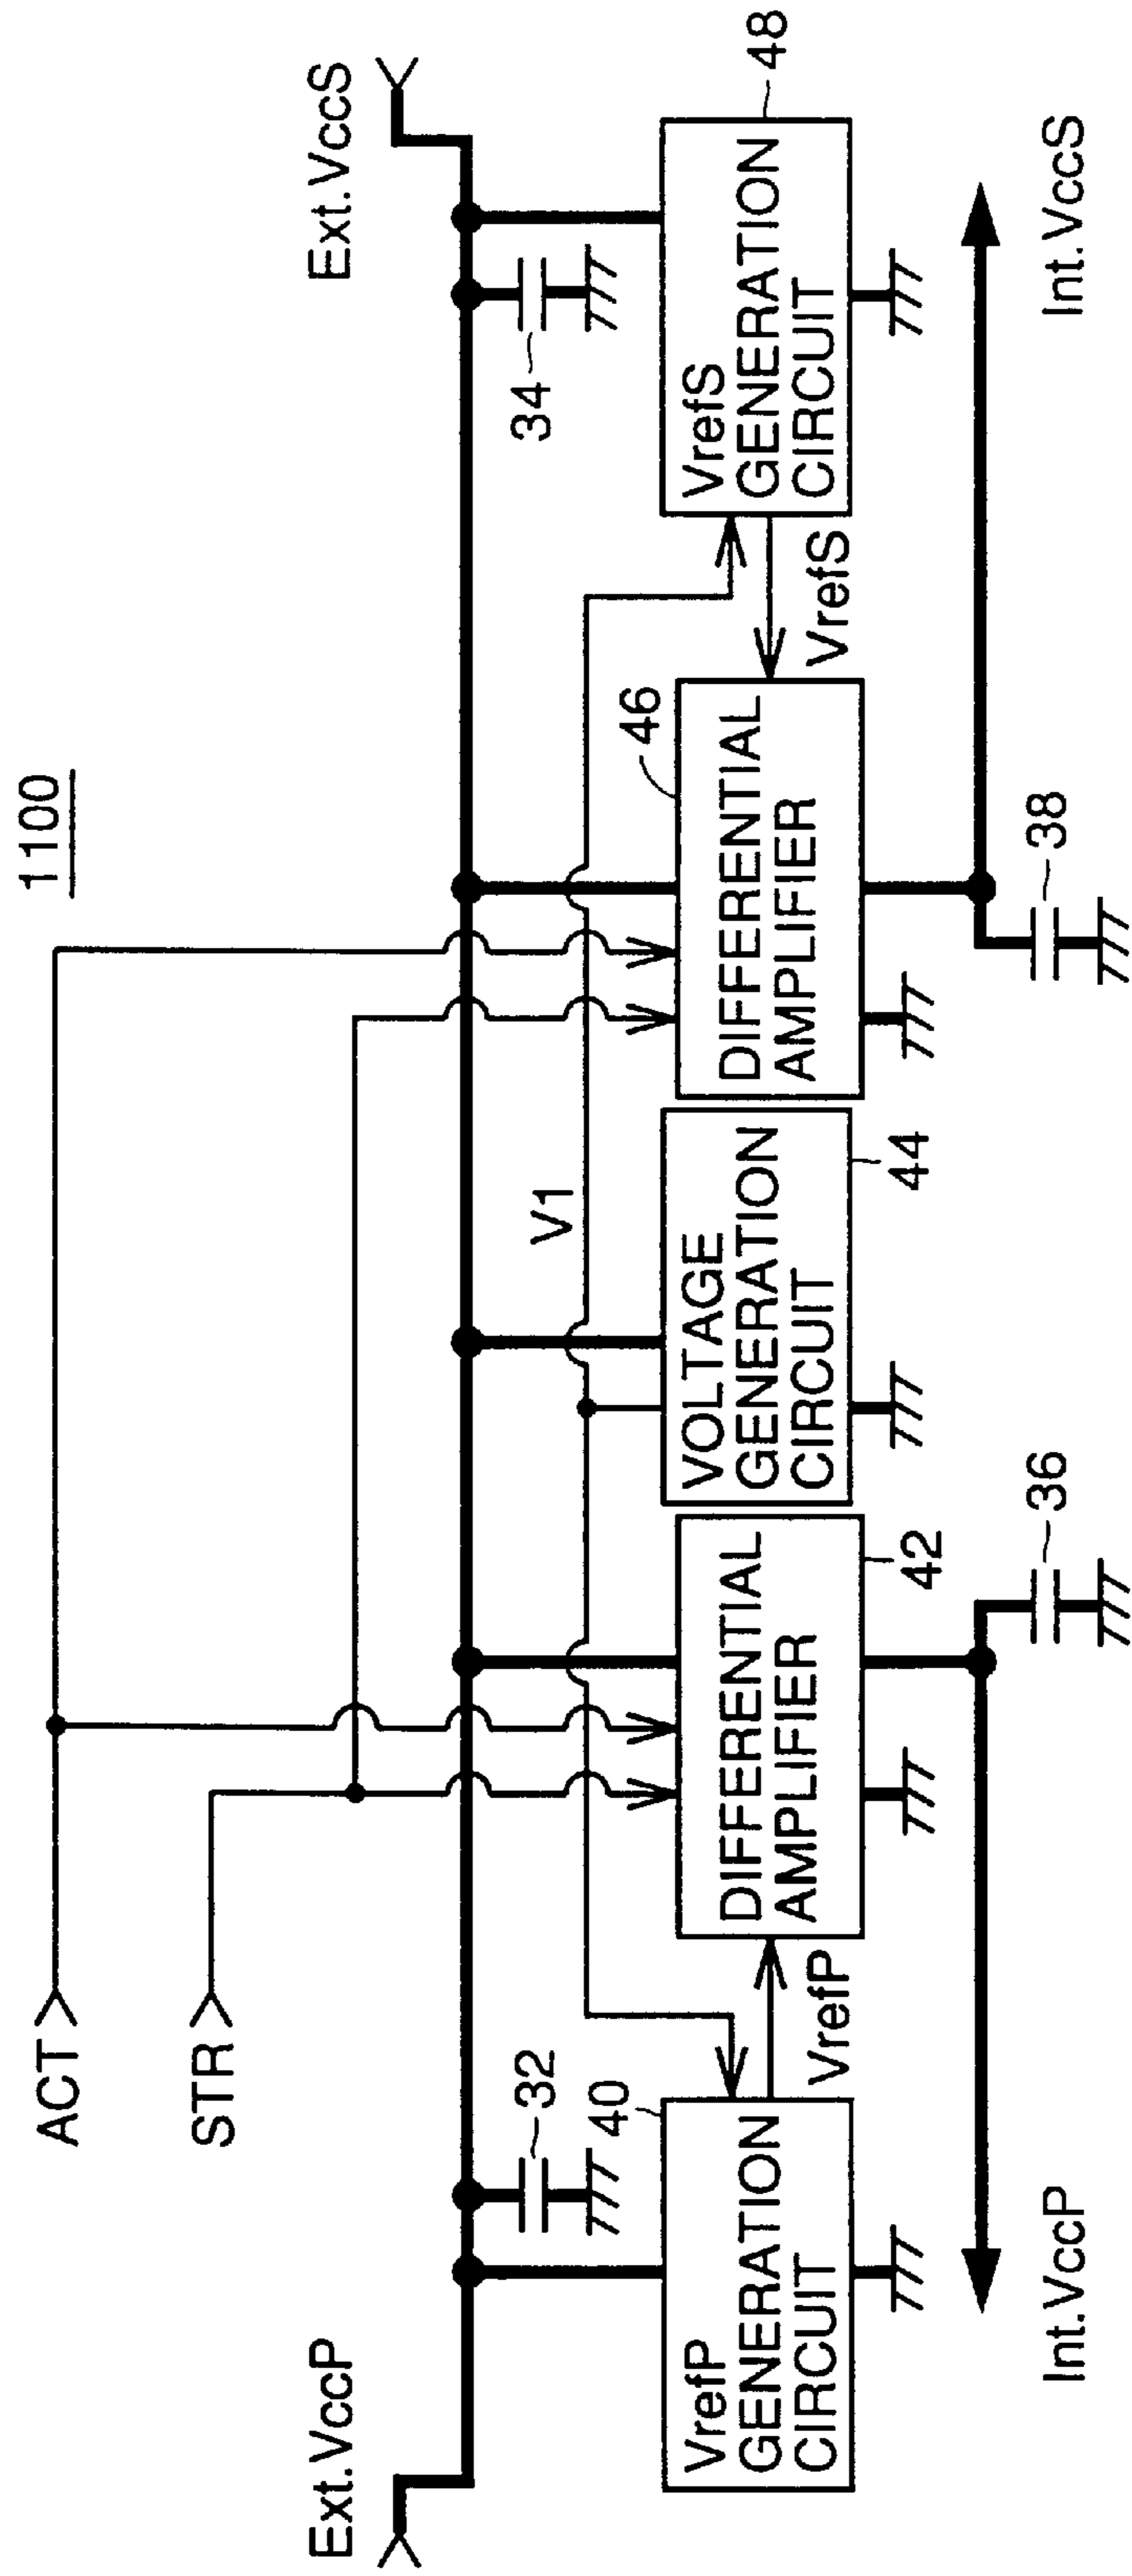 1100
ACT
STR
Ext.VccP
Ext.VccS
32
34
V1
40
VrefP
GENERATION
CIRCUIT
VrefP
DIFFERENTIAL
AMPLIFIER
42
VOLTAGE
GENERATION
CIRCUIT
44
46
DIFFERENTIAL
AMPLIFIER
VrefS
VrefS
GENERATION
CIRCUIT
48
36
38
Int.VccP
Int.VccS